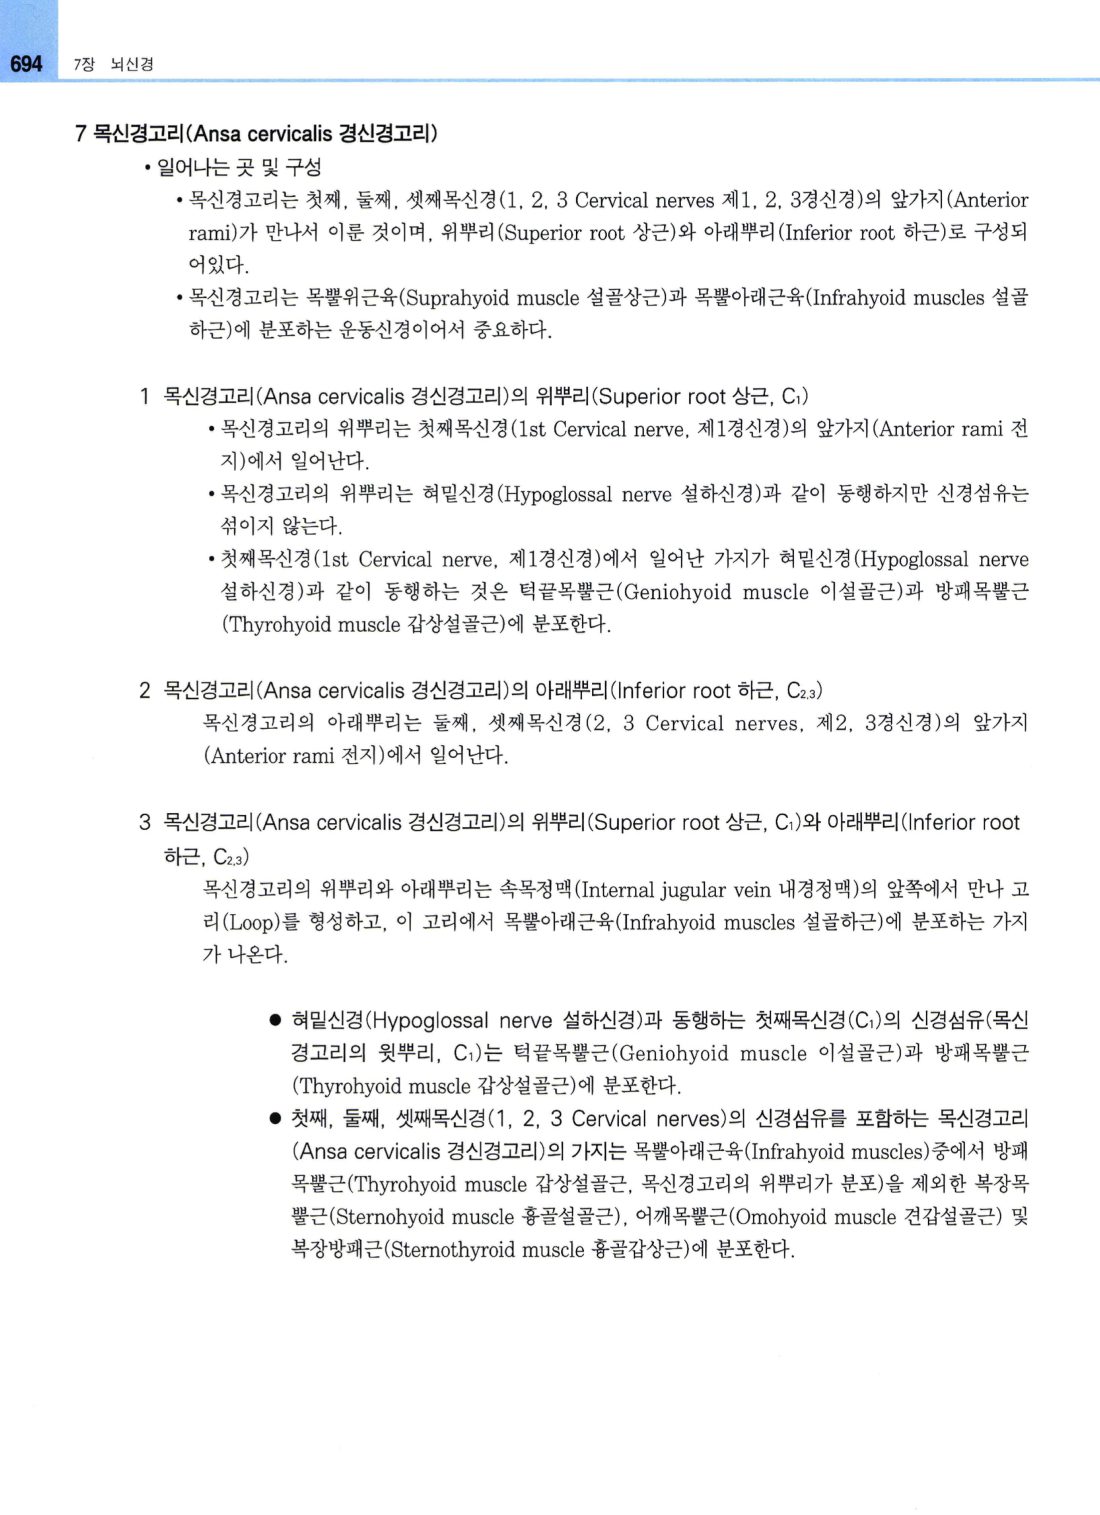 694 7장 뇌신경
7 목신경고리(Ansa cervicalis 경신경고리)
• 일어나는 곳 및 구성
• 목신경고리는 첫째, 둘째, 셋째목신경(1, 2, 3 Cervical nerves 제1, 2, 3경신경)의 앞가지(Anterior
rami)가 만나서 이룬 것이며, 위뿌리(Superior root 상근)와 아래뿌리(Inferior root 하근)로 구성되
어있다.
• 목신경고리는 목뿔위근육(Suprahyoid muscle 설골상근)과 목뿔아래근육(Infrahyoid muscles 설골
하근)에 분포하는 운동신경이어서 중요하다.
1 목신경고리(Ansa cervicalis 경신경고리)의 위뿌리(Superior root 상근, C₁)
• 목신경고리의 위뿌리는 첫째목신경(1st Cervical nerve, 제1경신경)의 앞가지(Anterior rami 전
지)에서 일어난다.
• 목신경고리의 위뿌리는 혀밑신경(Hypoglossal nerve 설하신경)과 같이 동행하지만 신경섬유는
섞이지 않는다.
• 첫째목신경(1st Cervical nerve, 제1경신경)에서 일어난 가지가 혀밑신경(Hypoglossal nerve
설하신경)과 같이 동행하는 것은 턱끝목뿔근(Geniohyoid muscle 이설골근)과 방패목뿔근
(Thyrohyoid muscle 갑상설골근)에 분포한다.
2 목신경고리(Ansa cervicalis 경신경고리)의 아래뿌리(Inferior root 하근, C₂,₃)
목신경고리의 아래뿌리는 둘째, 셋째목신경(2, 3 Cervical nerves, 제2, 3경신경)의 앞가지
(Anterior rami 전지)에서 일어난다.
3 목신경고리(Ansa cervicalis 경신경고리)의 위뿌리(Superior root 상근, C₁)와 아래뿌리(Inferior root
하근, C₂,₃)
목신경고리의 위뿌리와 아래뿌리는 속목정맥(Internal jugular vein 내경정맥)의 앞쪽에서 만나 고
리(Loop)를 형성하고, 이 고리에서 목뿔아래근육(Infrahyoid muscles 설골하근)에 분포하는 가지
가 나온다.
● 혀밑신경(Hypoglossal nerve 설하신경)과 동행하는 첫째목신경(C₁)의 신경섬유(목신
경고리의 윗뿌리, C₁)는 턱끝목뿔근(Geniohyoid muscle 이설골근)과 방패목뿔근
(Thyrohyoid muscle 갑상설골근)에 분포한다.
● 첫째, 둘째, 셋째목신경(1, 2, 3 Cervical nerves)의 신경섬유를 포함하는 목신경고리
(Ansa cervicalis 경신경고리)의 가지는 목뿔아래근육(Infrahyoid muscles)중에서 방패
목뿔근(Thyrohyoid muscle 갑상설골근, 목신경고리의 위뿌리가 분포)을 제외한 복장목
뿔근(Sternohyoid muscle 흉골설골근), 어깨목뿔근(Omohyoid muscle 견갑설골근) 및
복장방패근(Sternothyroid muscle 흉골갑상근)에 분포한다.